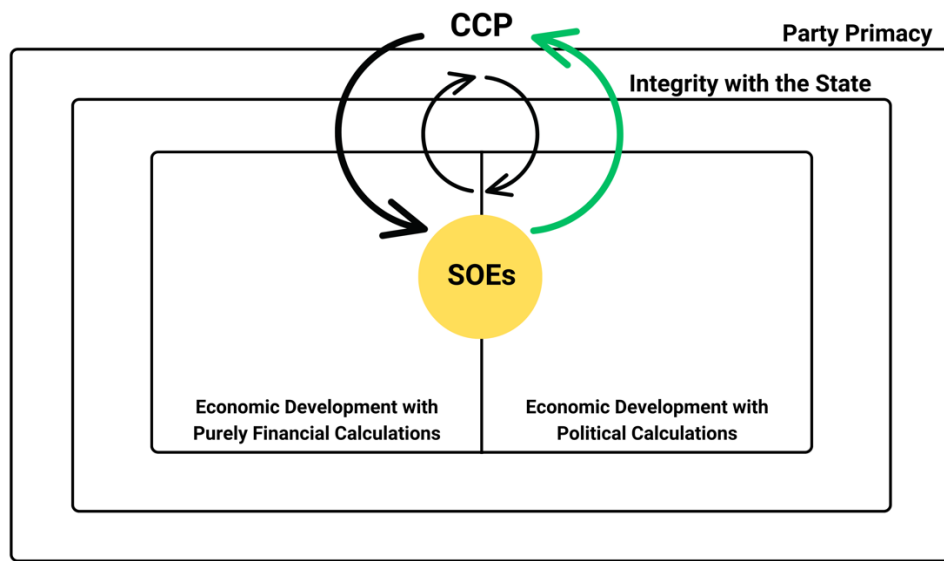 CCP
Party Primacy
Integrity with the State
SOEs
Economic Development with
Purely Financial Calculations
Economic Development with
Political Calculations